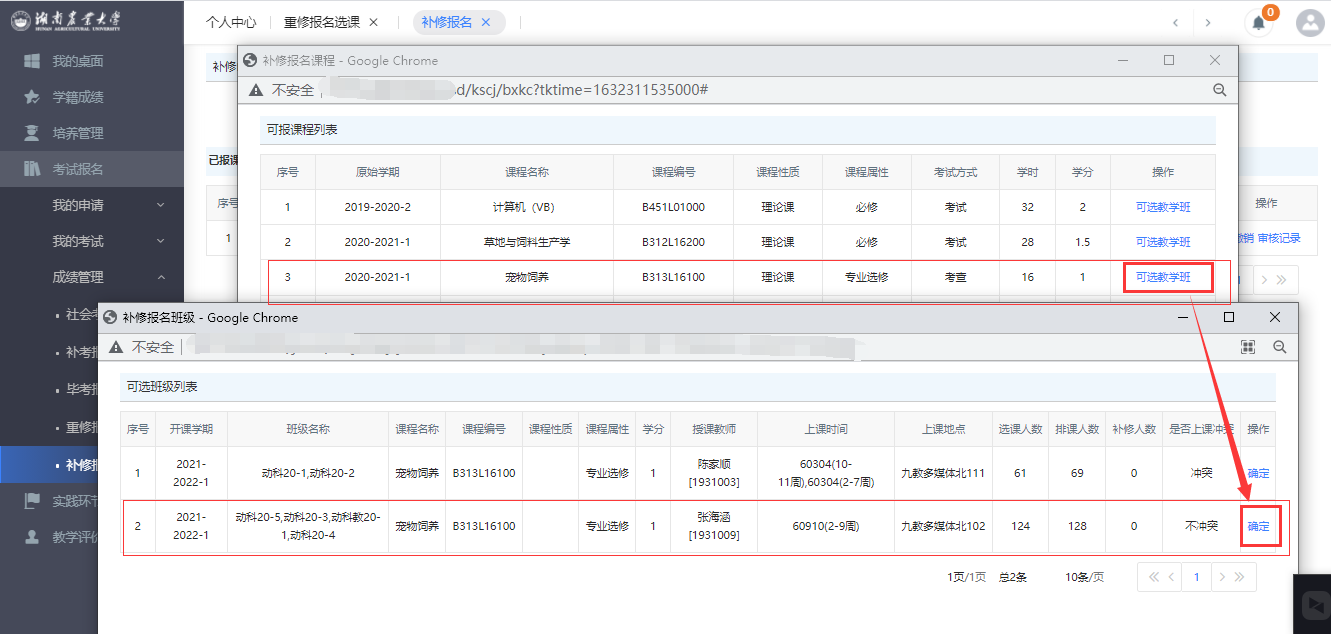 湖南农业大学
HUNAN AGRICULTURAL UNIVERSITY
个人中心 重修报名选课 × 补修报名 ×
0
我的桌面
学籍成绩
培养管理
考试报名
我的申请
我的考试
成绩管理
社会考
补考报
毕考报
重修报
补修报
实践环节
教学评价
补修
已报课
序号
1
操作
撤销 审核记录
补修报名课程 - Google Chrome
不安全 d/kscj/bxkc?tktime=1632311535000#
可报课程列表
序号 原始学期 课程名称 课程编号 课程性质 课程属性 考试方式 学时 学分 操作
1 2019-2020-2 计算机（VB） B451L01000 理论课 必修 考试 32 2 可选教学班
2 2020-2021-1 草地与饲料生产学 B312L16200 理论课 必修 考试 28 1.5 可选教学班
3 2020-2021-1 宠物饲养 B313L16100 理论课 专业选修 考查 16 1 可选教学班
补修报名班级 - Google Chrome
不安全
可选班级列表
序号 开课学期 班级名称 课程名称 课程编号 课程性质 课程属性 学分 授课教师 上课时间 上课地点 选课人数 排课人数 补修人数 是否上课冲突 操作
1 2021-2022-1 动科20-1,动科20-2 宠物饲养 B313L16100 专业选修 1 陈家顺[1931003] 60304(10-11周),60304(2-7周) 九教多媒体北111 61 69 0 冲突 确定
2 2021-2022-1 动科20-5,动科20-3,动科教20-1,动科20-4 宠物饲养 B313L16100 专业选修 1 张海涵[1931009] 60910(2-9周) 九教多媒体北102 124 128 0 不冲突 确定
1页/1页 总2条 10条/页 1